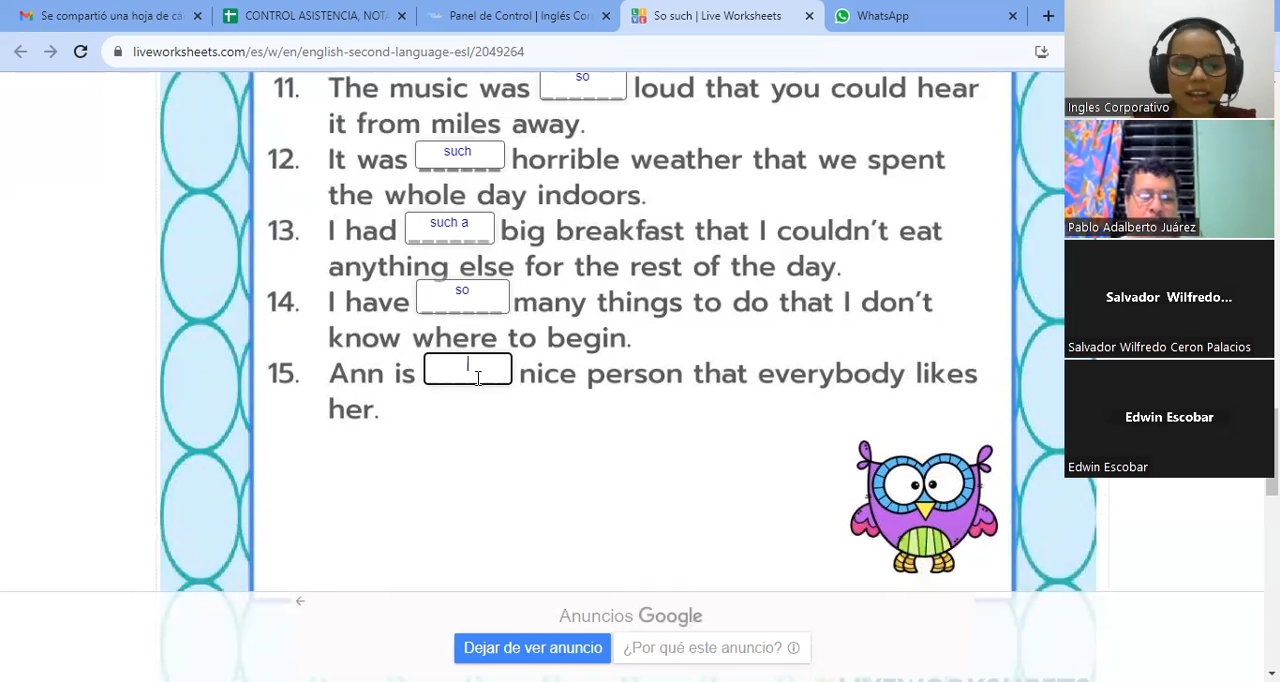 Se compartió una hoja de cá
CONTROL ASISTENCIA, NOTA
Panel de Control | Inglés Corp
So such | Live Worksheets
WhatsApp
liveworksheets.com/es/w/en/english-second-language-esl/2049264
11. The music was so loud that you could hear
it from miles away.
12. It was such horrible weather that we spent
the whole day indoors.
13. I had such a big breakfast that I couldn't eat
anything else for the rest of the day.
14. I have so many things to do that I don't
know where to begin.
15. Ann is nice person that everybody likes
her.
Anuncios Google
Dejar de ver anuncio
¿Por qué este anuncio?
LIVEWORKSHEETS
Ingles Corporativo
Pablo Adalberto Juárez
Salvador Wilfredo...
Salvador Wilfredo Ceron Palacios
Edwin Escobar
Edwin Escobar